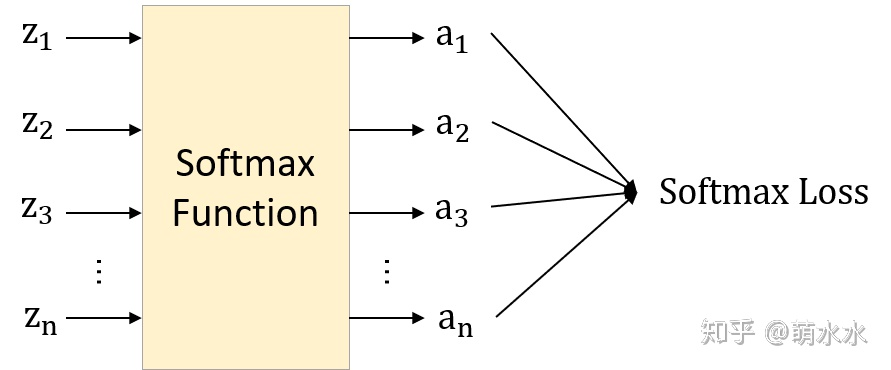 z₁ a₁
z₂ a₂
Softmax
Function
Softmax Loss
z₃ a₃
⋮ ⋮
zₙ aₙ
知乎 @萌水水